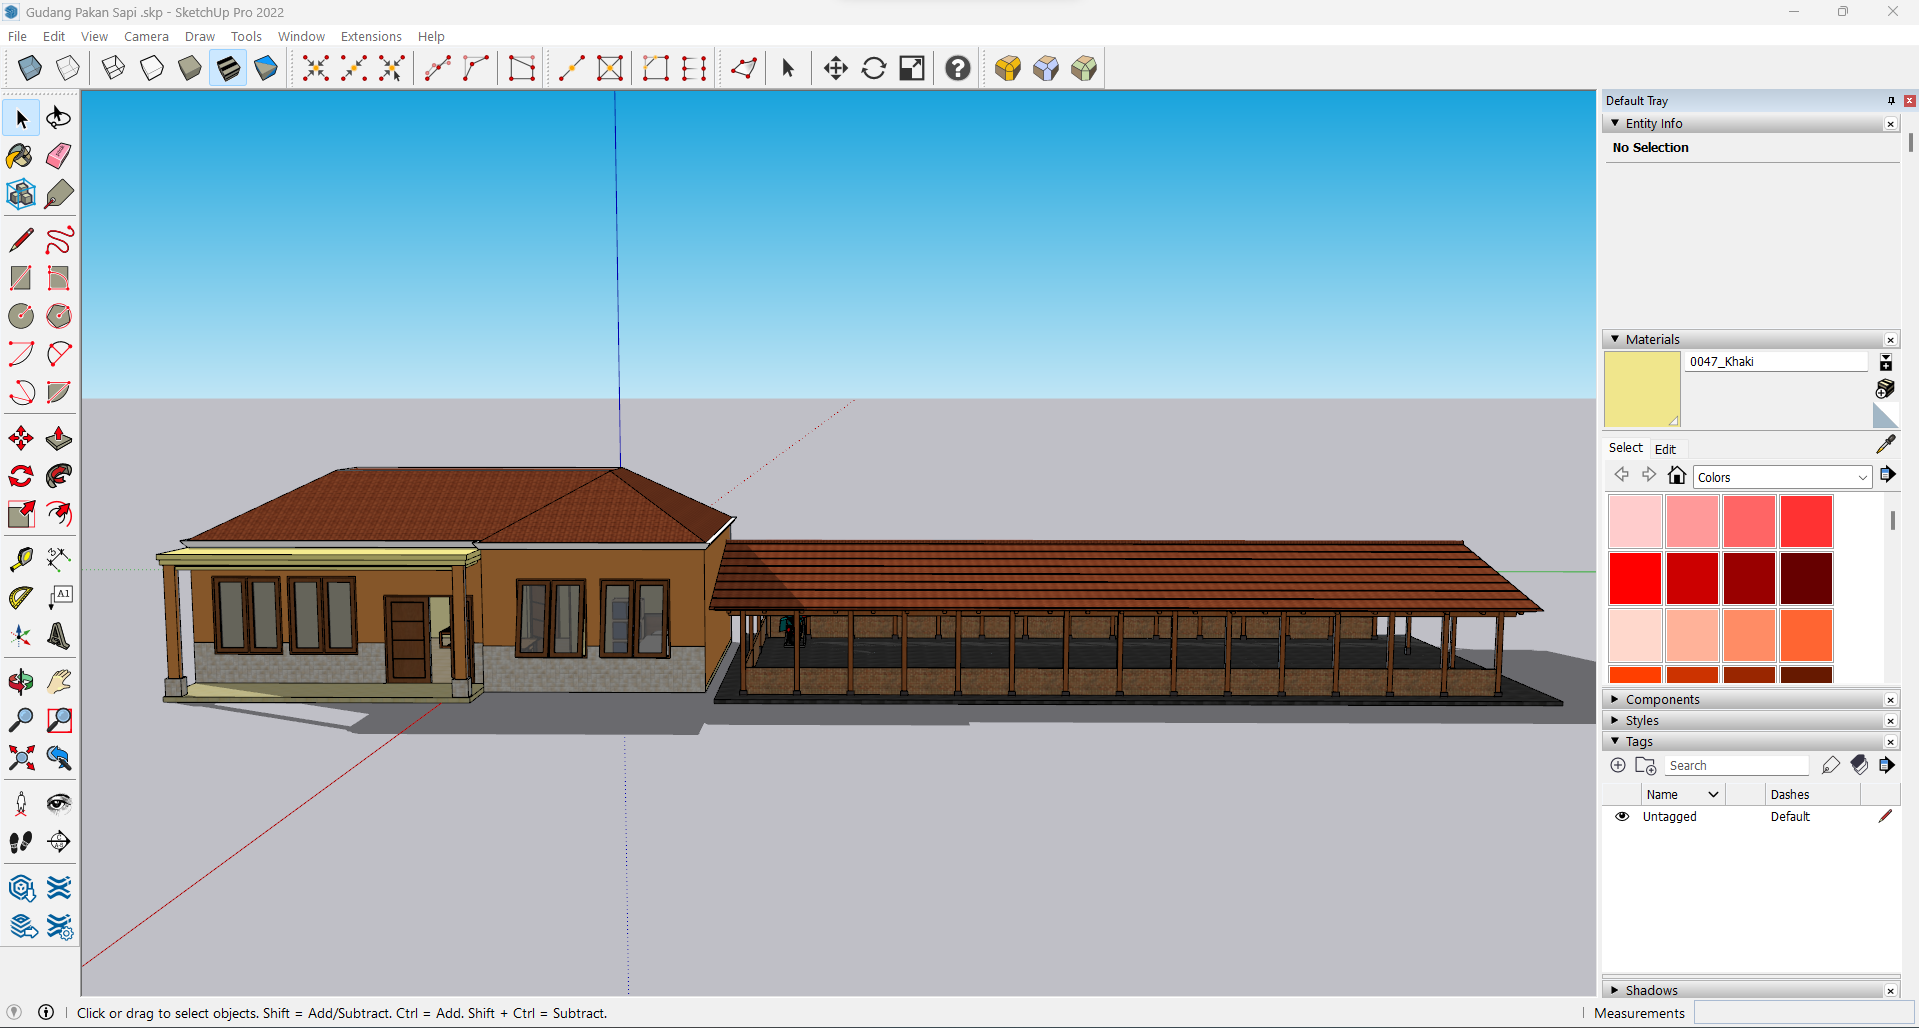 Gudang Pakan Sapi .skp - SketchUp Pro 2022
File Edit View Camera Draw Tools Window Extensions Help
Default Tray
Entity Info
No Selection
Materials
0047_Khaki
Select Edit
Colors
Components
Styles
Tags
Search
Name Dashes
Untagged Default
Shadows
A1
Click or drag to select objects. Shift = Add/Subtract. Ctrl = Add. Shift + Ctrl = Subtract.
Measurements